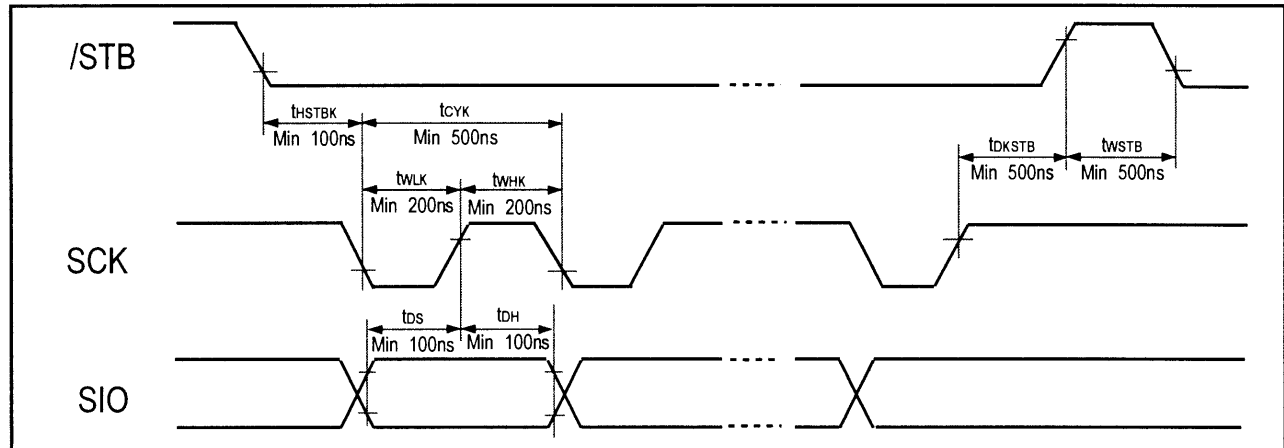 /STB
tHSTBK
Min 100ns
tCYK
Min 500ns
tDKSTB
Min 500ns
tWSTB
Min 500ns
tWLK
Min 200ns
tWHK
Min 200ns
SCK
tDS
Min 100ns
tDH
Min 100ns
SIO